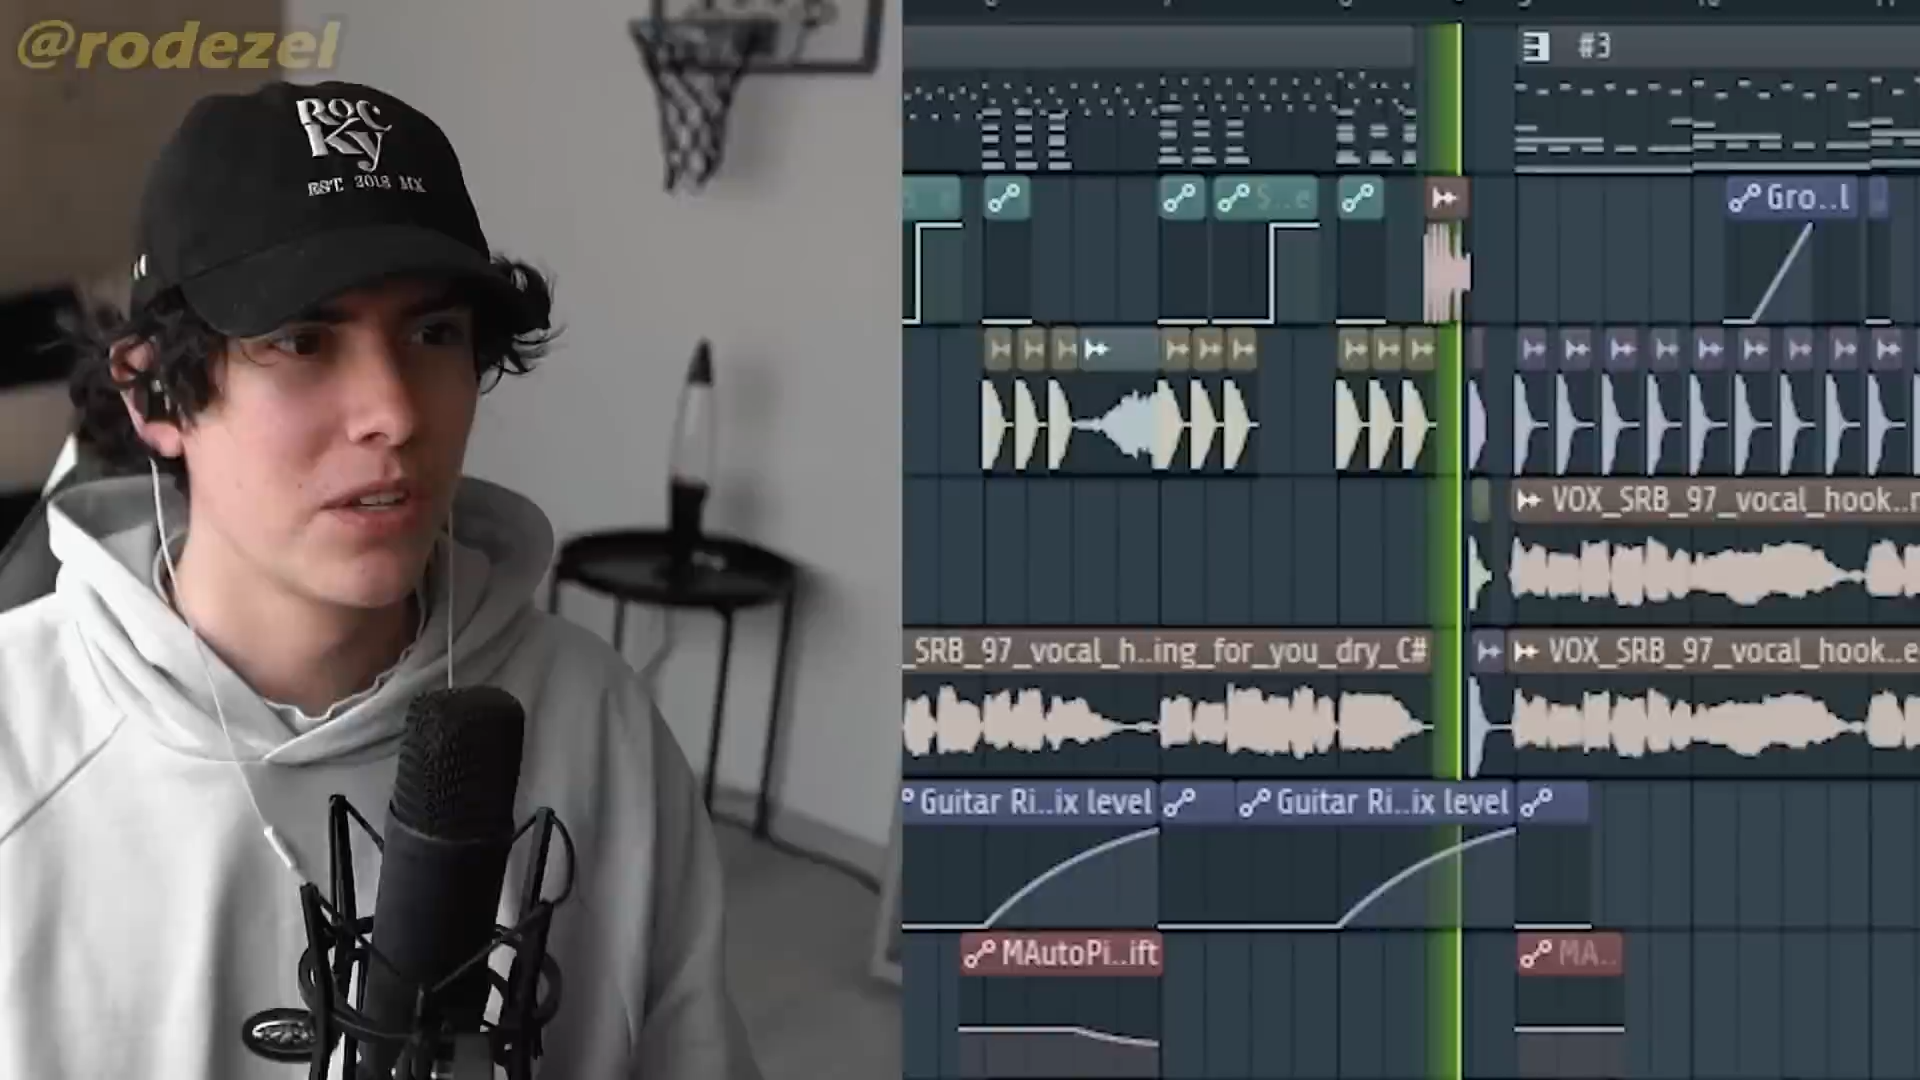 @rodezel
ROC
KY
EST 2018 MX
#3
S..e
Gro..l
VOX_SRB_97_vocal_hook..r
SRB_97_vocal_h..ing_for_you_dry_C#
VOX_SRB_97_vocal_hook..e
Guitar Ri..ix level
Guitar Ri..ix level
MAutoPi..ift
MA..